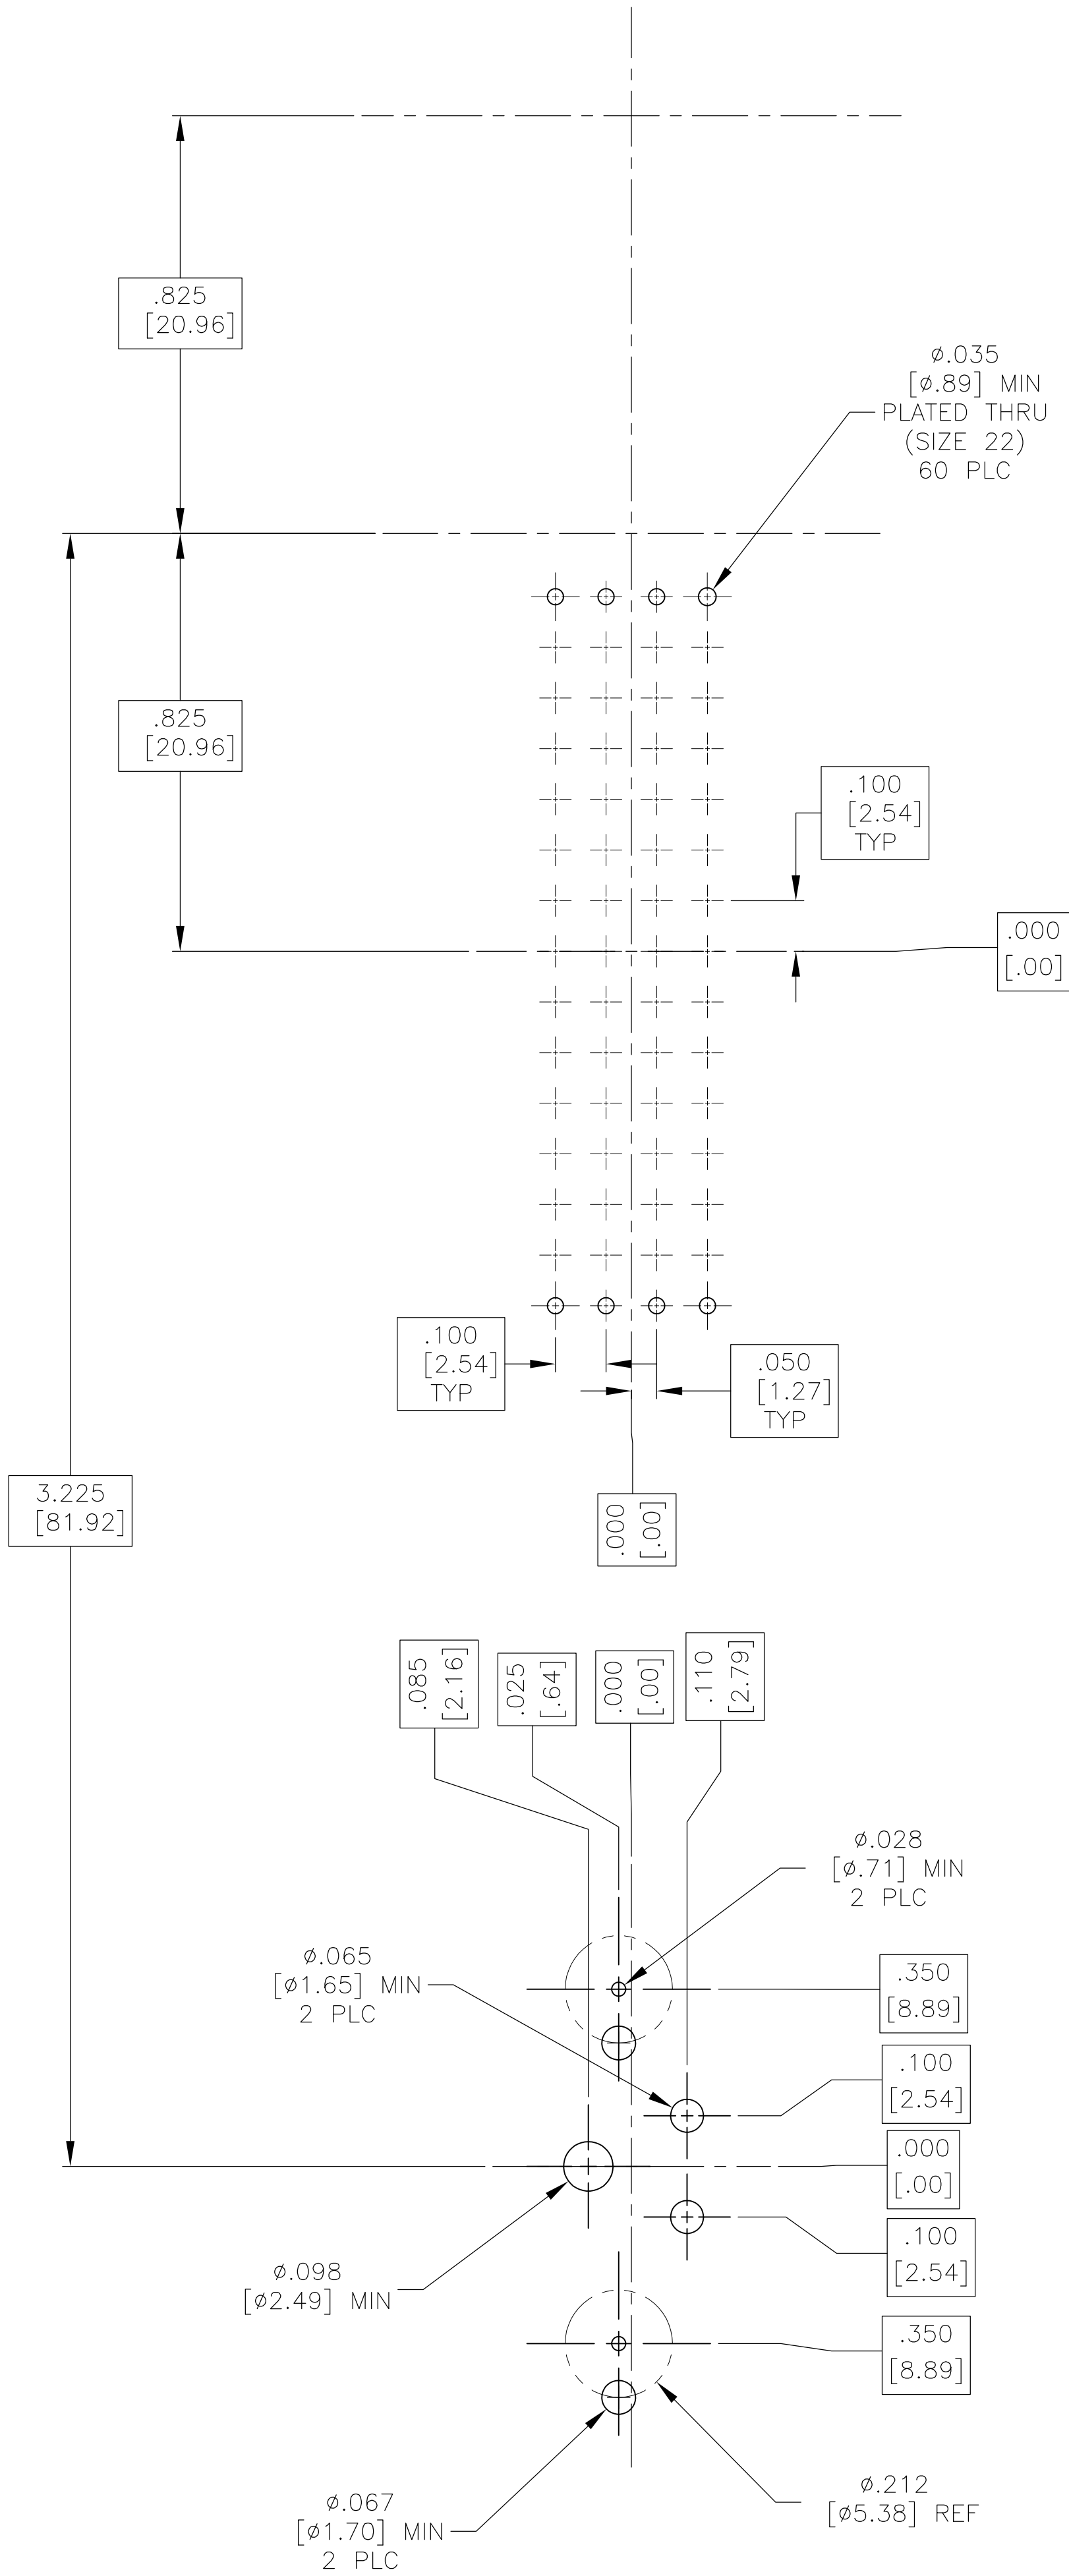 .825
[20.96]
ø.035
[ø.89] MIN
PLATED THRU
(SIZE 22)
60 PLC
.825
[20.96]
.100
[2.54]
TYP
.000
[.00]
.100
[2.54]
TYP
.050
[1.27]
TYP
3.225
[81.92]
.000
[.00]
.085
[2.16]
.025
[.64]
.000
[.00]
.110
[2.79]
ø.028
[ø.71] MIN
2 PLC
ø.065
[ø1.65] MIN
2 PLC
.350
[8.89]
.100
[2.54]
.000
[.00]
.100
[2.54]
ø.098
[ø2.49] MIN
.350
[8.89]
ø.212
[ø5.38] REF
ø.067
[ø1.70] MIN
2 PLC